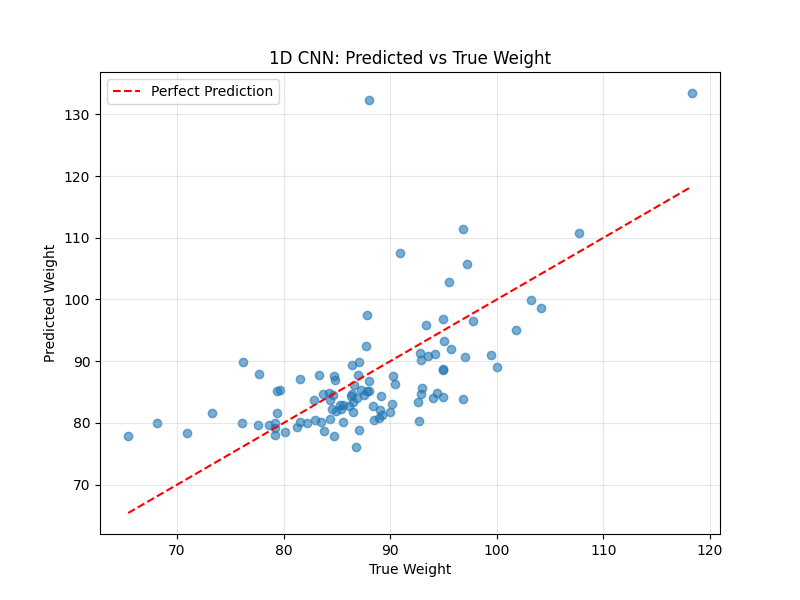 1D CNN: Predicted vs True Weight
Perfect Prediction
Predicted Weight
130
120
110
100
90
80
70
70 80 90 100 110 120
True Weight